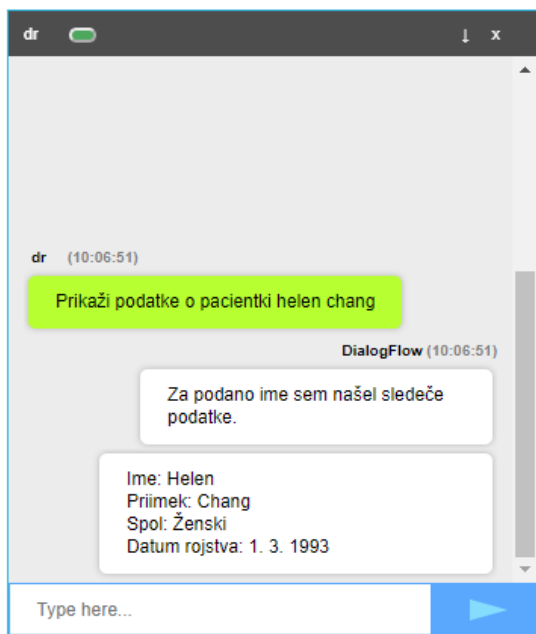 dr ↓ x
dr (10:06:51)
Prikaži podatke o pacientki helen chang
DialogFlow (10:06:51)
Za podano ime sem našel sledeče
podatke.
Ime: Helen
Priimek: Chang
Spol: Ženski
Datum rojstva: 1. 3. 1993
Type here...